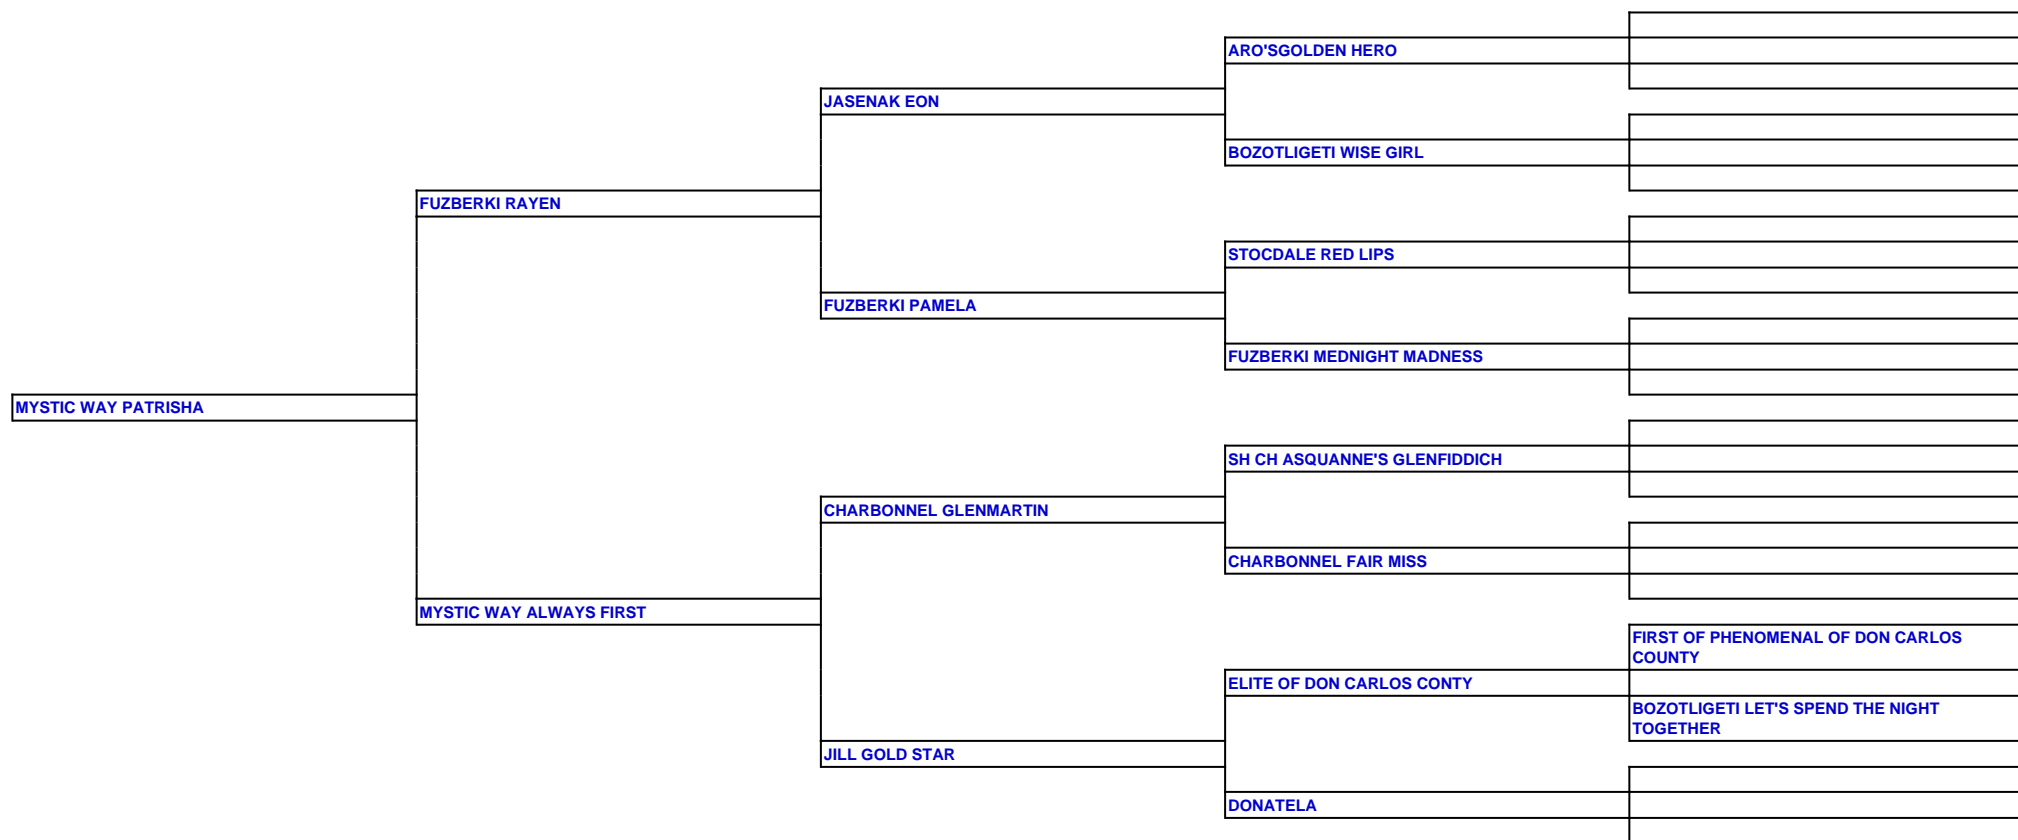 ARO'SGOLDEN HERO
JASENAK EON
BOZOTLIGETI WISE GIRL
FUZBERKI RAYEN
STOCDALE RED LIPS
FUZBERKI PAMELA
FUZBERKI MEDNIGHT MADNESS
MYSTIC WAY PATRISHA
SH CH ASQUANNE'S GLENFIDDICH
CHARBONNEL GLENMARTIN
CHARBONNEL FAIR MISS
MYSTIC WAY ALWAYS FIRST
FIRST OF PHENOMENAL OF DON CARLOS
COUNTY
ELITE OF DON CARLOS CONTY
BOZOTLIGETI LET'S SPEND THE NIGHT
TOGETHER
JILL GOLD STAR
DONATELA